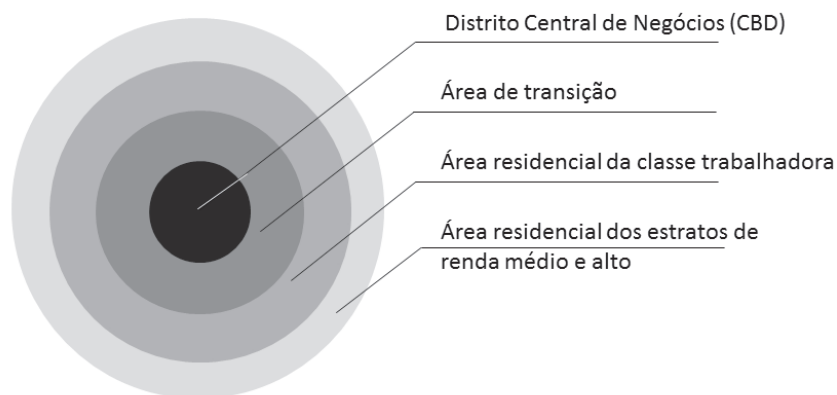 Distrito Central de Negócios (CBD)
Área de transição
Área residencial da classe trabalhadora
Área residencial dos estratos de
renda médio e alto